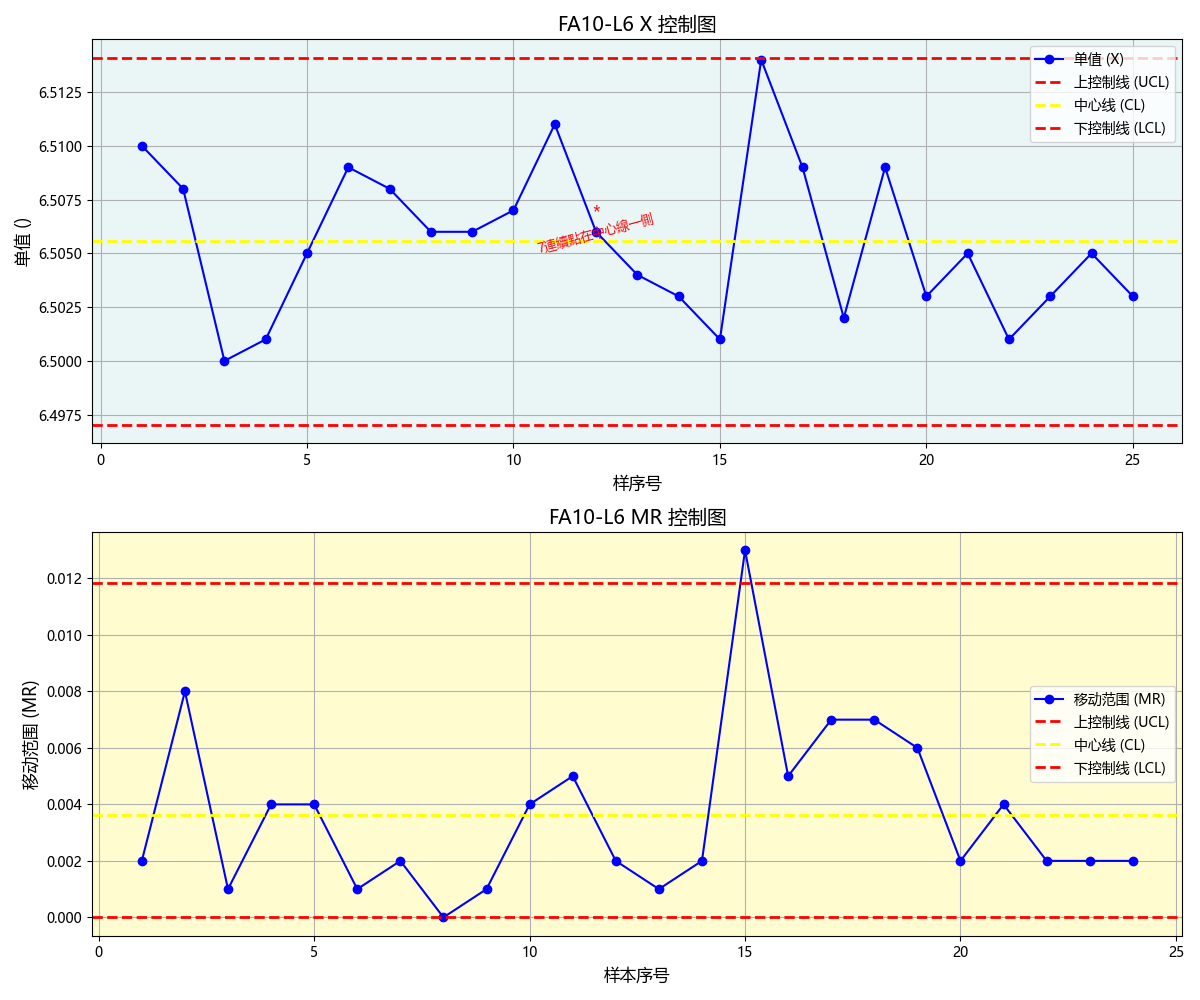 FA10-L6 X 控制图
单值 (X)
上控制线 (UCL)
中心线 (CL)
下控制线 (LCL)
6.5125
6.5100
6.5075
6.5050
6.5025
6.5000
6.4975
单值 ()
*
7連續點在中心線一側
0 5 10 15 20 25
样序号
FA10-L6 MR 控制图
移动范围 (MR)
上控制线 (UCL)
中心线 (CL)
下控制线 (LCL)
0.012
0.010
0.008
0.006
0.004
0.002
0.000
移动范围 (MR)
0 5 10 15 20 25
样本序号